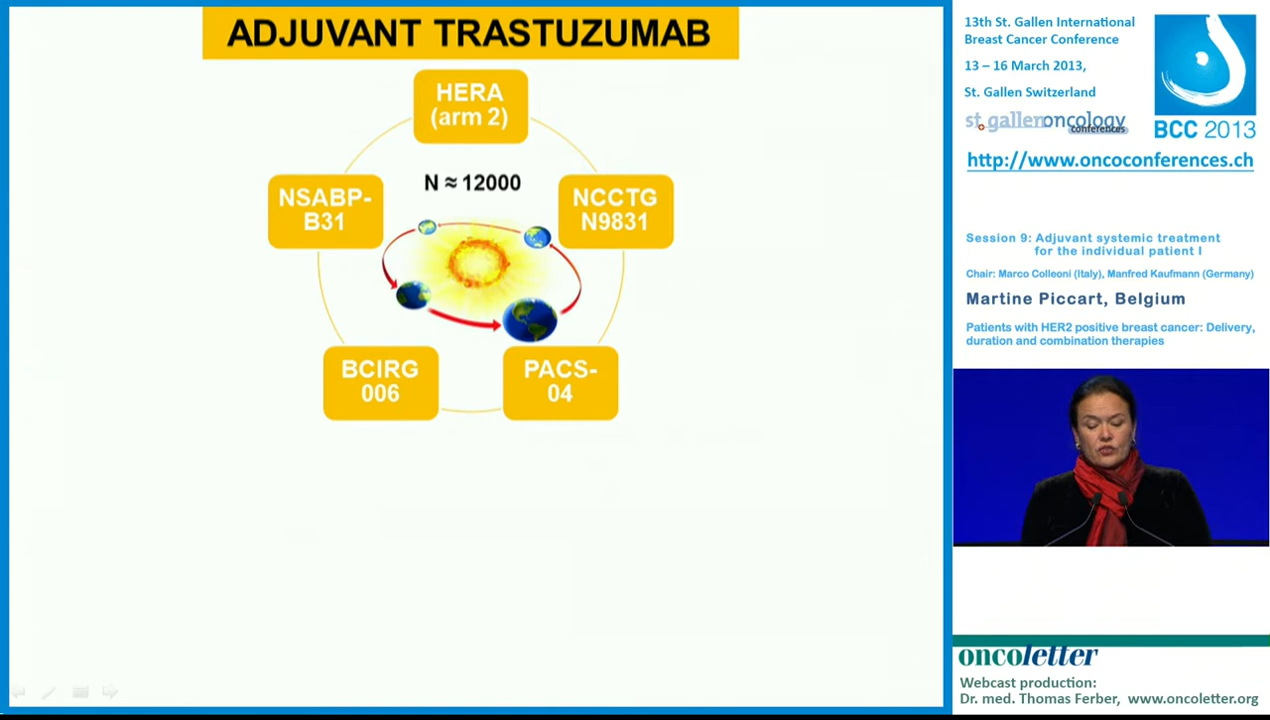 ADJUVANT TRASTUZUMAB
HERA
(arm 2)
N ≈ 12000
NSABP-
B31
NCCTG
N9831
BCIRG
006
PACS-
04
13th St. Gallen International
Breast Cancer Conference
13 – 16 March 2013,
St. Gallen Switzerland
st.gallenoncology
conferences
BCC 2013
http://www.oncoconferences.ch
Session 9: Adjuvant systemic treatment
for the individual patient I
Chair: Marco Colleoni (Italy), Manfred Kaufmann (Germany)
Martine Piccart, Belgium
Patients with HER2 positive breast cancer: Delivery,
duration and combination therapies
oncoletter
Webcast production:
Dr. med. Thomas Ferber, www.oncoletter.org